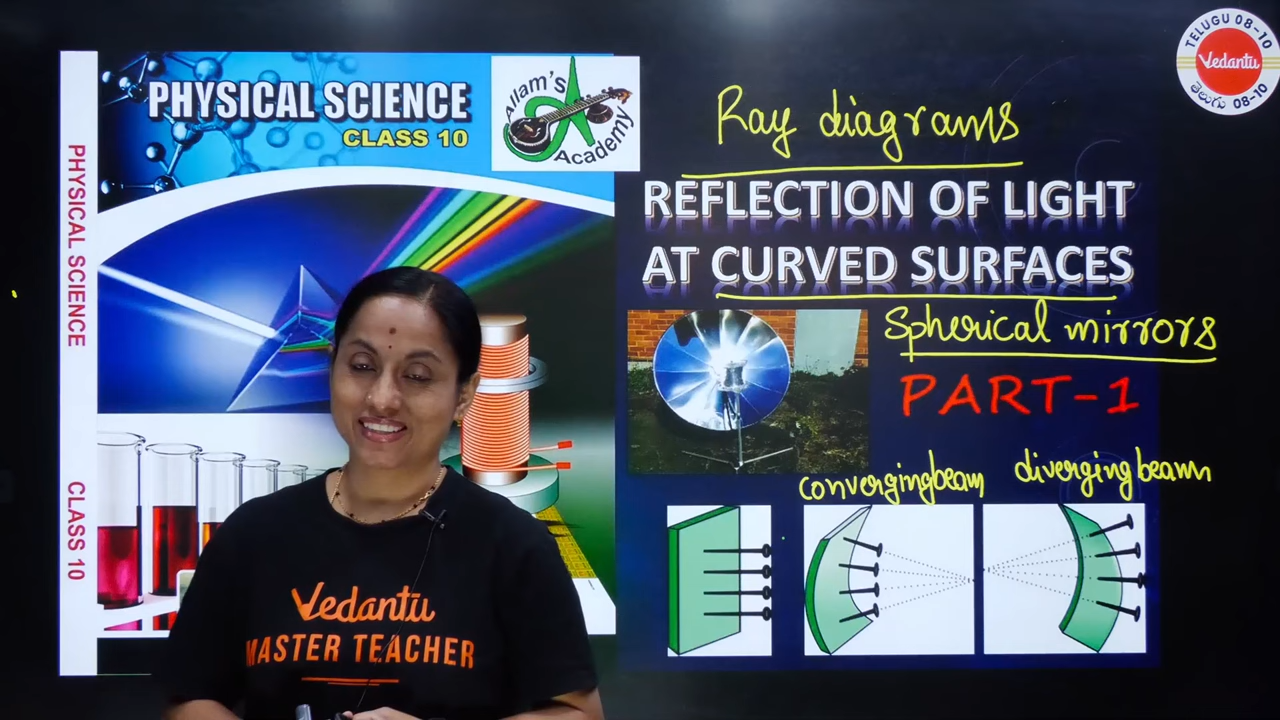 PHYSICAL SCIENCE
CLASS 10
PHYSICAL SCIENCE
CLASS 10
Allam's
Academy
Ray diagrams
REFLECTION OF LIGHT
AT CURVED SURFACES
Spherical mirrors
PART-1
convergingbeam
divergingbeam
Vedantu
MASTER TEACHER
TELUGU 08-10
Vedantu
తెలుగు 08-10